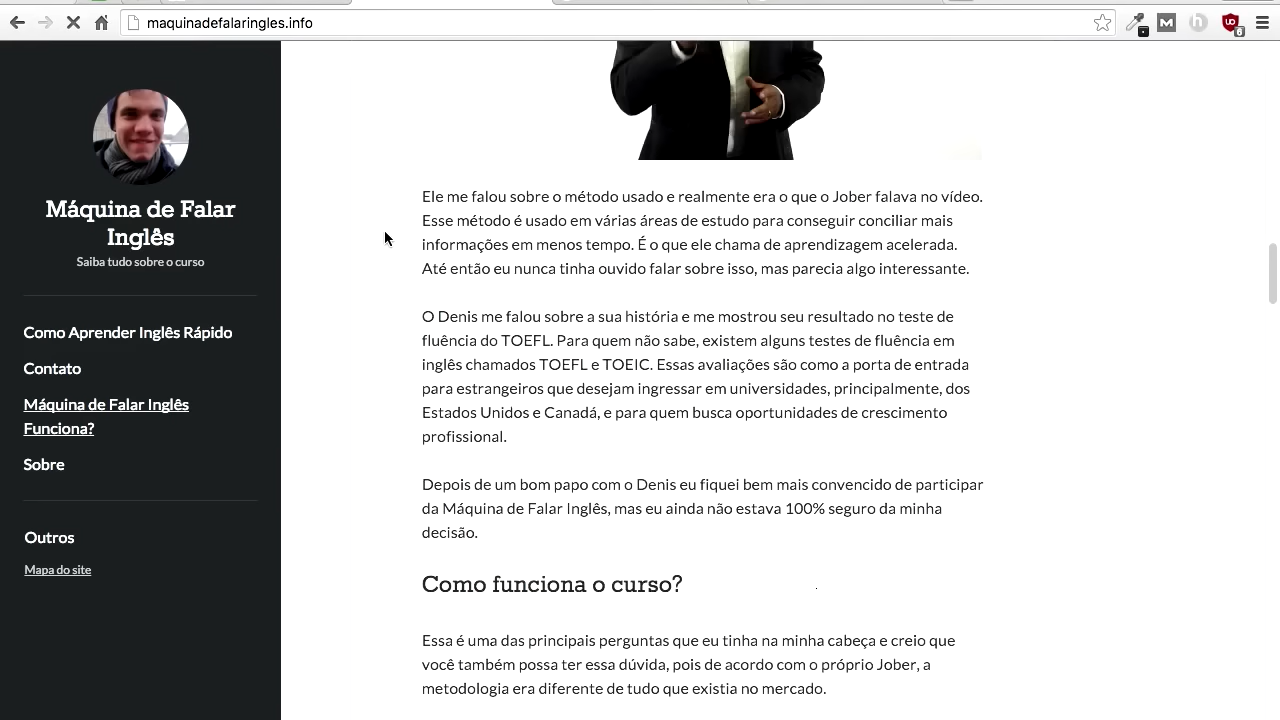 maquinadefalaringles.info
Máquina de Falar
Inglês
Saiba tudo sobre o curso
Como Aprender Inglês Rápido
Contato
Máquina de Falar Inglês
Funciona?
Sobre
Outros
Mapa do site
Ele me falou sobre o método usado e realmente era o que o Jober falava no vídeo.
Esse método é usado em várias áreas de estudo para conseguir conciliar mais
informações em menos tempo. É o que ele chama de aprendizagem acelerada.
Até então eu nunca tinha ouvido falar sobre isso, mas parecia algo interessante.
O Denis me falou sobre a sua história e me mostrou seu resultado no teste de
fluência do TOEFL. Para quem não sabe, existem alguns testes de fluência em
inglês chamados TOEFL e TOEIC. Essas avaliações são como a porta de entrada
para estrangeiros que desejam ingressar em universidades, principalmente, dos
Estados Unidos e Canadá, e para quem busca oportunidades de crescimento
profissional.
Depois de um bom papo com o Denis eu fiquei bem mais convencido de participar
da Máquina de Falar Inglês, mas eu ainda não estava 100% seguro da minha
decisão.
Como funciona o curso?
Essa é uma das principais perguntas que eu tinha na minha cabeça e creio que
você também possa ter essa dúvida, pois de acordo com o próprio Jober, a
metodologia era diferente de tudo que existia no mercado.